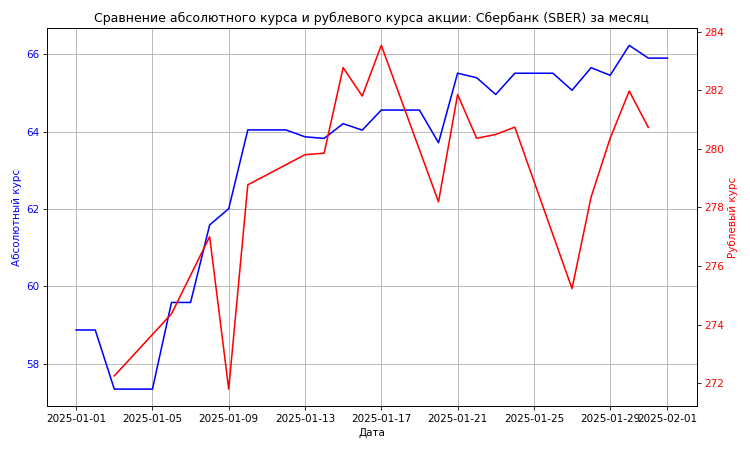 Сравнение абсолютного курса и рублевого курса акции: Сбербанк (SBER) за месяц
Абсолютный курс
66
64
62
60
58
284
282
280
278
276
274
272
Рублевый курс
2025-01-01 2025-01-05 2025-01-09 2025-01-13 2025-01-17 2025-01-21 2025-01-25 2025-01-29 2025-02-01
Дата